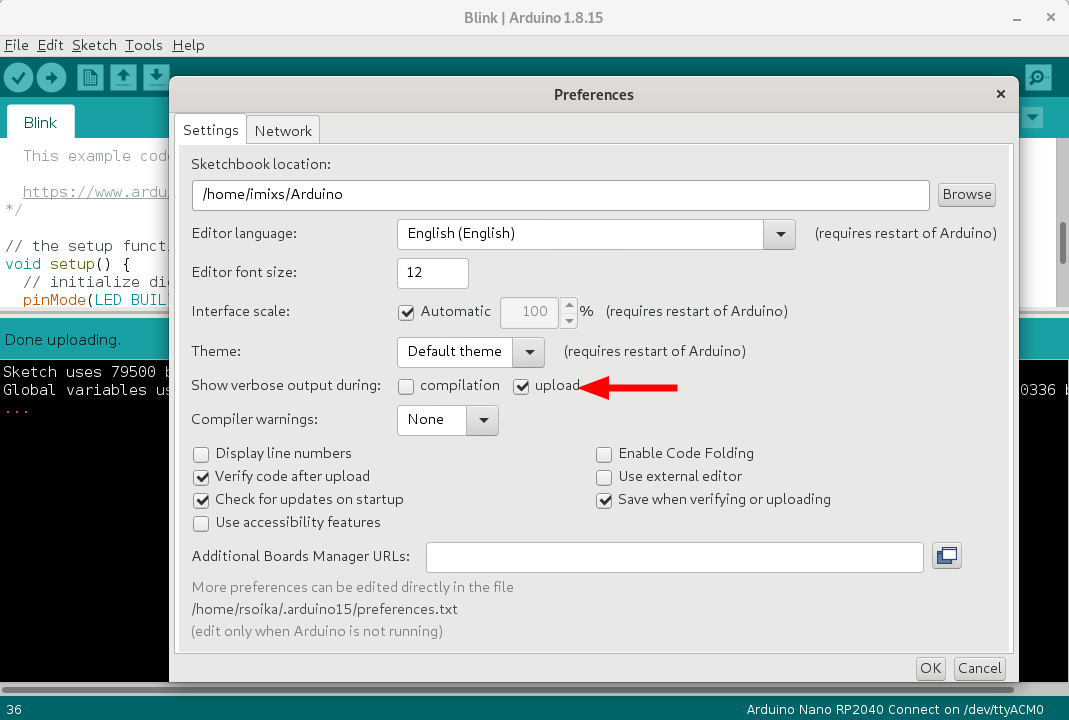 Blink | Arduino 1.8.15
File Edit Sketch Tools Help
Preferences
Blink
Settings Network
This example cod
Sketchbook location:
https://www.ardu
/home/imixs/Arduino Browse
*/
Editor language: English (English) (requires restart of Arduino)
// the setup funct
void setup() {
Editor font size: 12
// initialize di
pinMode(LED_BUIL
Interface scale: Automatic 100 % (requires restart of Arduino)
Done uploading.
Theme: Default theme (requires restart of Arduino)
Sketch uses 79500 b
Show verbose output during: compilation upload
Global variables us 0336 b
...
Compiler warnings: None
Display line numbers Enable Code Folding
Verify code after upload Use external editor
Check for updates on startup Save when verifying or uploading
Use accessibility features
Additional Boards Manager URLs:
More preferences can be edited directly in the file
/home/rsoika/.arduino15/preferences.txt
(edit only when Arduino is not running)
OK Cancel
36 Arduino Nano RP2040 Connect on /dev/ttyACM0